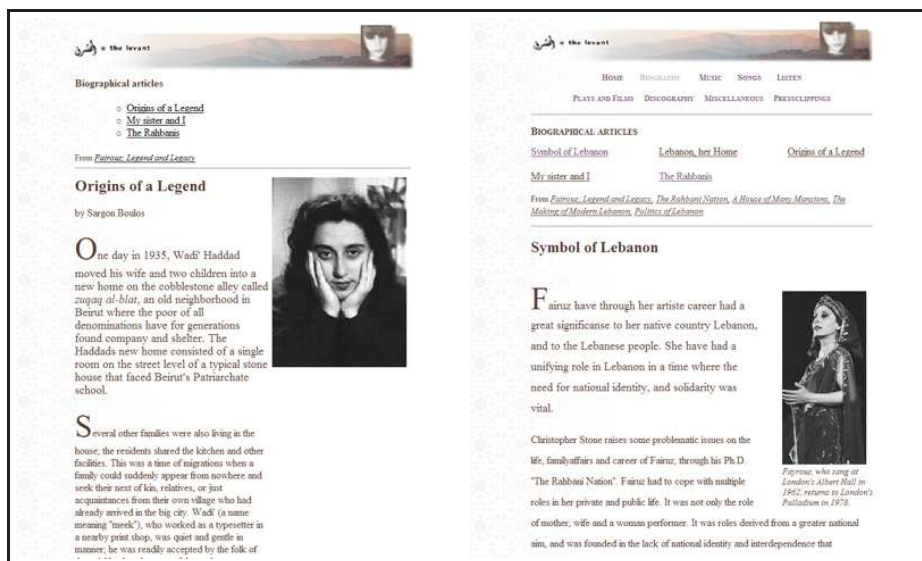 = the levant
Biographical articles
Origins of a Legend
My sister and I
The Rahbanis
From Fairouz; Legend and Legacy
Origins of a Legend
by Sargon Boulos
One day in 1935, Wadi' Haddad
moved his wife and two children into a
new home on the cobblestone alley called
zuqaq al-blat, an old neighborhood in
Beirut where the poor of all
denominations have for generations
found company and shelter. The
Haddads new home consisted of a single
room on the street level of a typical stone
house that faced Beirut's Patriarchate
school.
Several other families were also living in the
house; the residents shared the kitchen and other
facilities. This was a time of migrations when a
family could suddenly appear from nowhere and
seek their next of kin, relatives, or just
acquaintances from their own village who had
already arrived in the big city. Wadi' (a name
meaning "meek"), who worked as a typesetter in
a nearby print shop, was quiet and gentle in
manner; he was readily accepted by the folk of
= the levant
HOME BIOGRAPHY MUSIC SONGS LISTEN
PLAYS AND FILMS DISCOGRAPHY MISCELLANEOUS PRESSCLIPPINGS
BIOGRAPHICAL ARTICLES
Symbol of Lebanon Lebanon, her Home Origins of a Legend
My sister and I The Rahbanis
From Fairouz, Legend and Legacy, The Rahbani Nation, A House of Many Mansions, The
Making of Modern Lebanon, Politics of Lebanon
Symbol of Lebanon
Fairuz have through her artiste career had a
great significanse to her native country Lebanon,
and to the Lebanese people. She have had a
unifying role in Lebanon in a time where the
need for national identity, and solidarity was
vital.
Christopher Stone raises some problematic issues on the
life, familyaffairs and career of Fairuz, through his Ph.D.
"The Rahbani Nation". Fairuz had to cope with multiple
roles in her private and public life. It was not only the role
of mother, wife and a woman performer. It was roles derived from a greater national
aim, and was founded in the lack of national identity and interdependence that
Fayrouz, who sang at
London's Albert Hall in
1962, returns to London's
Palladium in 1978.